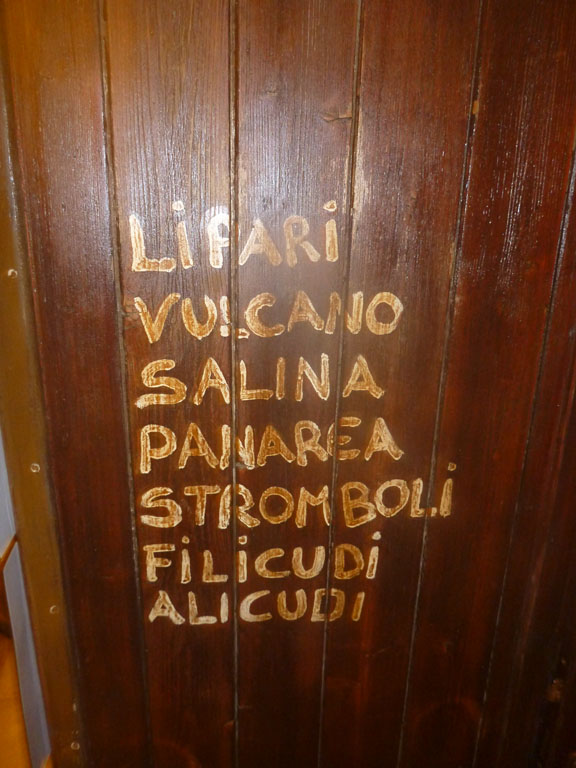 LiPARi
VULCANO
SALINA
PANAREA
STROMBOLi
FiLiCUDi
ALICUDI